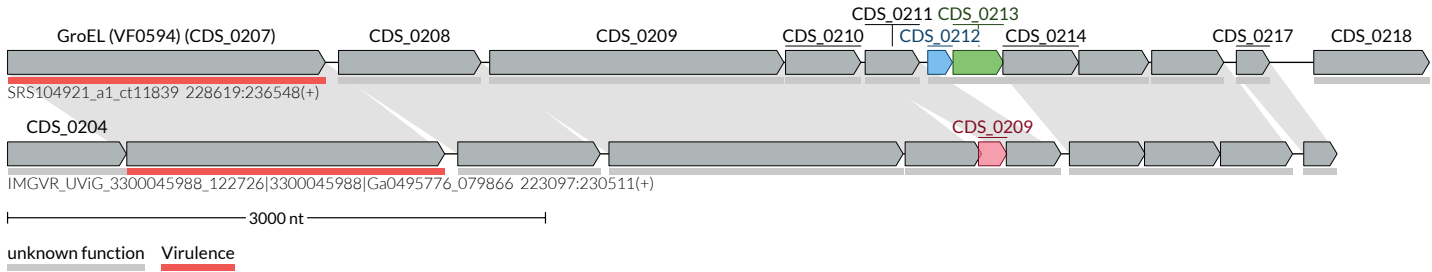 CDS_0211 CDS_0213
GroEL (VF0594) (CDS_0207) CDS_0208 CDS_0209 CDS_0210 CDS_0212 CDS_0214 CDS_0217 CDS_0218
SRS104921_a1_ct11839 228619:236548(+)
CDS_0204 CDS_0209
IMGVR_UViG_3300045988_122726|3300045988|Ga0495776_079866 223097:230511(+)
3000 nt
unknown function Virulence